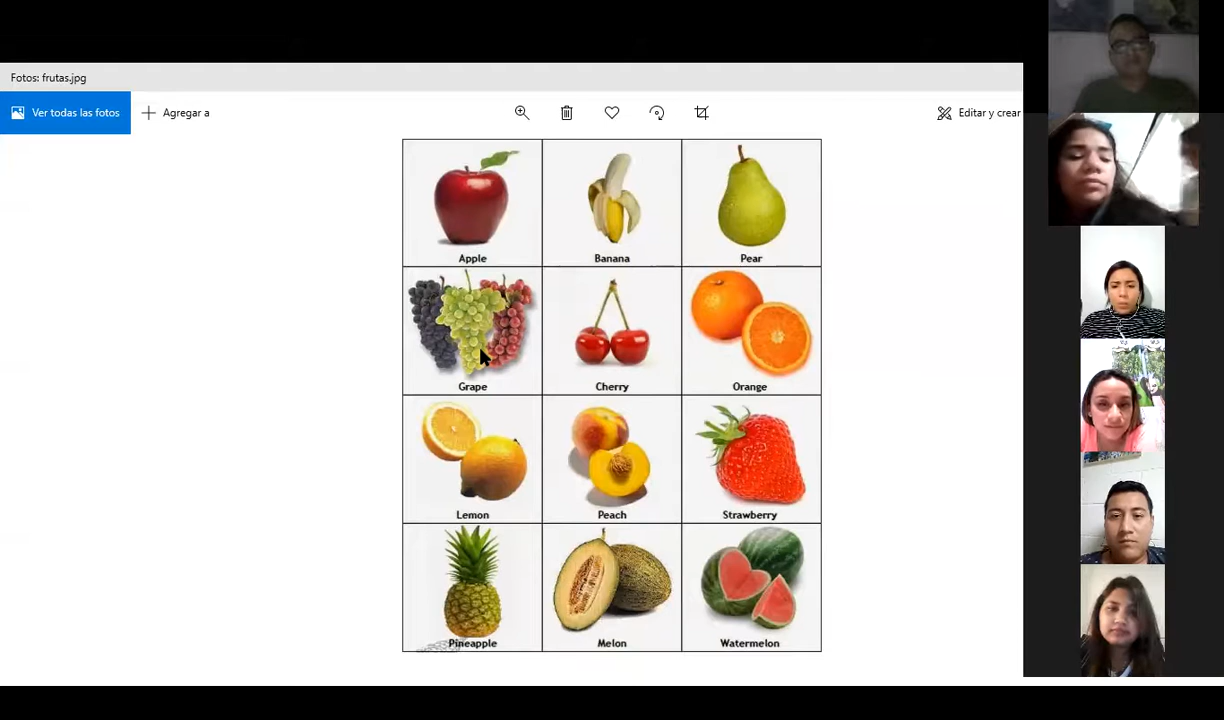 Fotos: frutas.jpg
Ver todas las fotos
Agregar a
Editar y crear
Apple
Banana
Pear
Grape
Cherry
Orange
Lemon
Peach
Strawberry
Pineapple
Melon
Watermelon